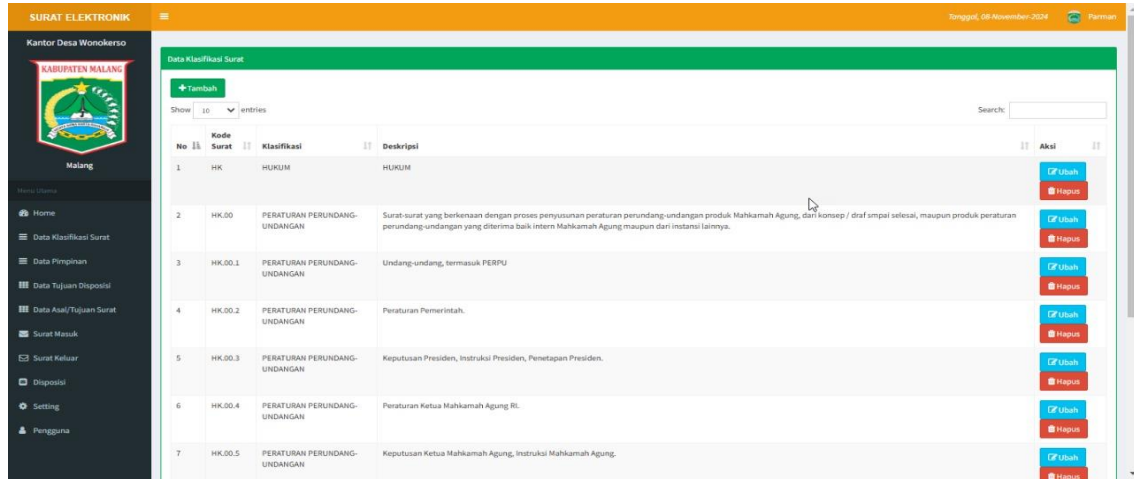 SURAT ELEKTRONIK
Tanggal, 08-November-2024
Parman
Kantor Desa Wonokerso
KABUPATEN MALANG
Malang
Menu Utama
Home
Data Klasifikasi Surat
Data Pimpinan
Data Tujuan Disposisi
Data Asal/Tujuan Surat
Surat Masuk
Surat Keluar
Disposisi
Setting
Pengguna
Data Klasifikasi Surat
Tambah
Show 10 entries
Search:
No Kode Surat Klasifikasi Deskripsi Aksi
1 HK HUKUM HUKUM Ubah
Hapus
2 HK.00 PERATURAN PERUNDANG- Surat-surat yang berkenaan dengan proses penyusunan peraturan perundang-undangan produk Mahkamah Agung, dari konsep / draf smpai selesai, maupun produk peraturan Ubah
UNDANGAN perundang-undangan yang diterima baik intern Mahkamah Agung maupun dari instansi lainnya. Hapus
3 HK.00.1 PERATURAN PERUNDANG- Undang-undang, termasuk PERPU Ubah
UNDANGAN Hapus
4 HK.00.2 PERATURAN PERUNDANG- Peraturan Pemerintah. Ubah
UNDANGAN Hapus
5 HK.00.3 PERATURAN PERUNDANG- Keputusan Presiden, Instruksi Presiden, Penetapan Presiden. Ubah
UNDANGAN Hapus
6 HK.00.4 PERATURAN PERUNDANG- Peraturan Ketua Mahkamah Agung RI. Ubah
UNDANGAN Hapus
7 HK.00.5 PERATURAN PERUNDANG- Keputusan Ketua Mahkamah Agung, Instruksi Mahkamah Agung. Ubah
UNDANGAN Hapus